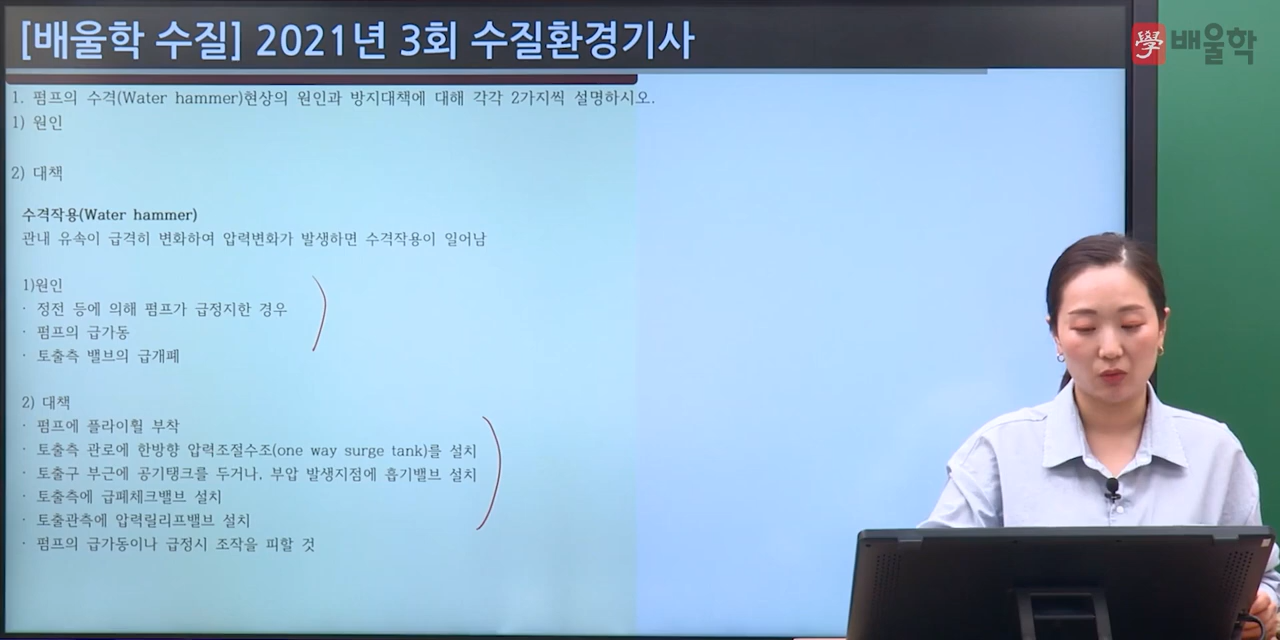 [배울학 수질] 2021년 3회 수질환경기사
學 배울학
1. 펌프의 수격(Water hammer)현상의 원인과 방지대책에 대해 각각 2가지씩 설명하시오.
1) 원인
2) 대책
수격작용(Water hammer)
관내 유속이 급격히 변화하여 압력변화가 발생하면 수격작용이 일어남
1)원인
· 정전 등에 의해 펌프가 급정지한 경우
· 펌프의 급가동
· 토출측 밸브의 급개폐
2) 대책
· 펌프에 플라이휠 부착
· 토출측 관로에 한방향 압력조절수조(one way surge tank)를 설치
· 토출구 부근에 공기탱크를 두거나, 부압 발생지점에 흡기밸브 설치
· 토출측에 급폐체크밸브 설치
· 토출관측에 압력릴리프밸브 설치
· 펌프의 급가동이나 급정시 조작을 피할 것